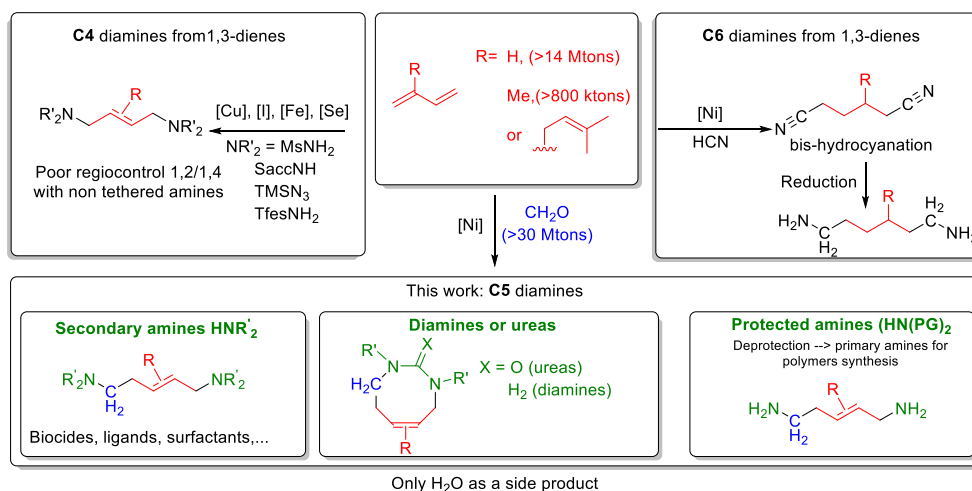 C4 diamines from1,3-dienes
R
R'2N
NR'2
Poor regiocontrol 1,2/1,4
with non tethered amines
[Cu], [I], [Fe], [Se]
NR'2 = MsNH2
SaccNH
TMSN3
TfesNH2
R
R= H, (>14 Mtons)
Me,(>800 ktons)
or
[Ni]
CH2O
(>30 Mtons)
[Ni]
HCN
C6 diamines from 1,3-dienes
R
N
N
bis-hydrocyanation
Reduction
R
H2N
C
H2
H2
C
NH2
This work: C5 diamines
Secondary amines HNR'2
R'2N
C
H2
R
NR'2
Biocides, ligands, surfactants,...
Diamines or ureas
X
R'
N
N
R'
H2C
R
X = O (ureas)
H2 (diamines)
Protected amines (HN(PG)2
Deprotection --> primary amines for
polymers synthesis
H2N
C
H2
R
NH2
Only H2O as a side product